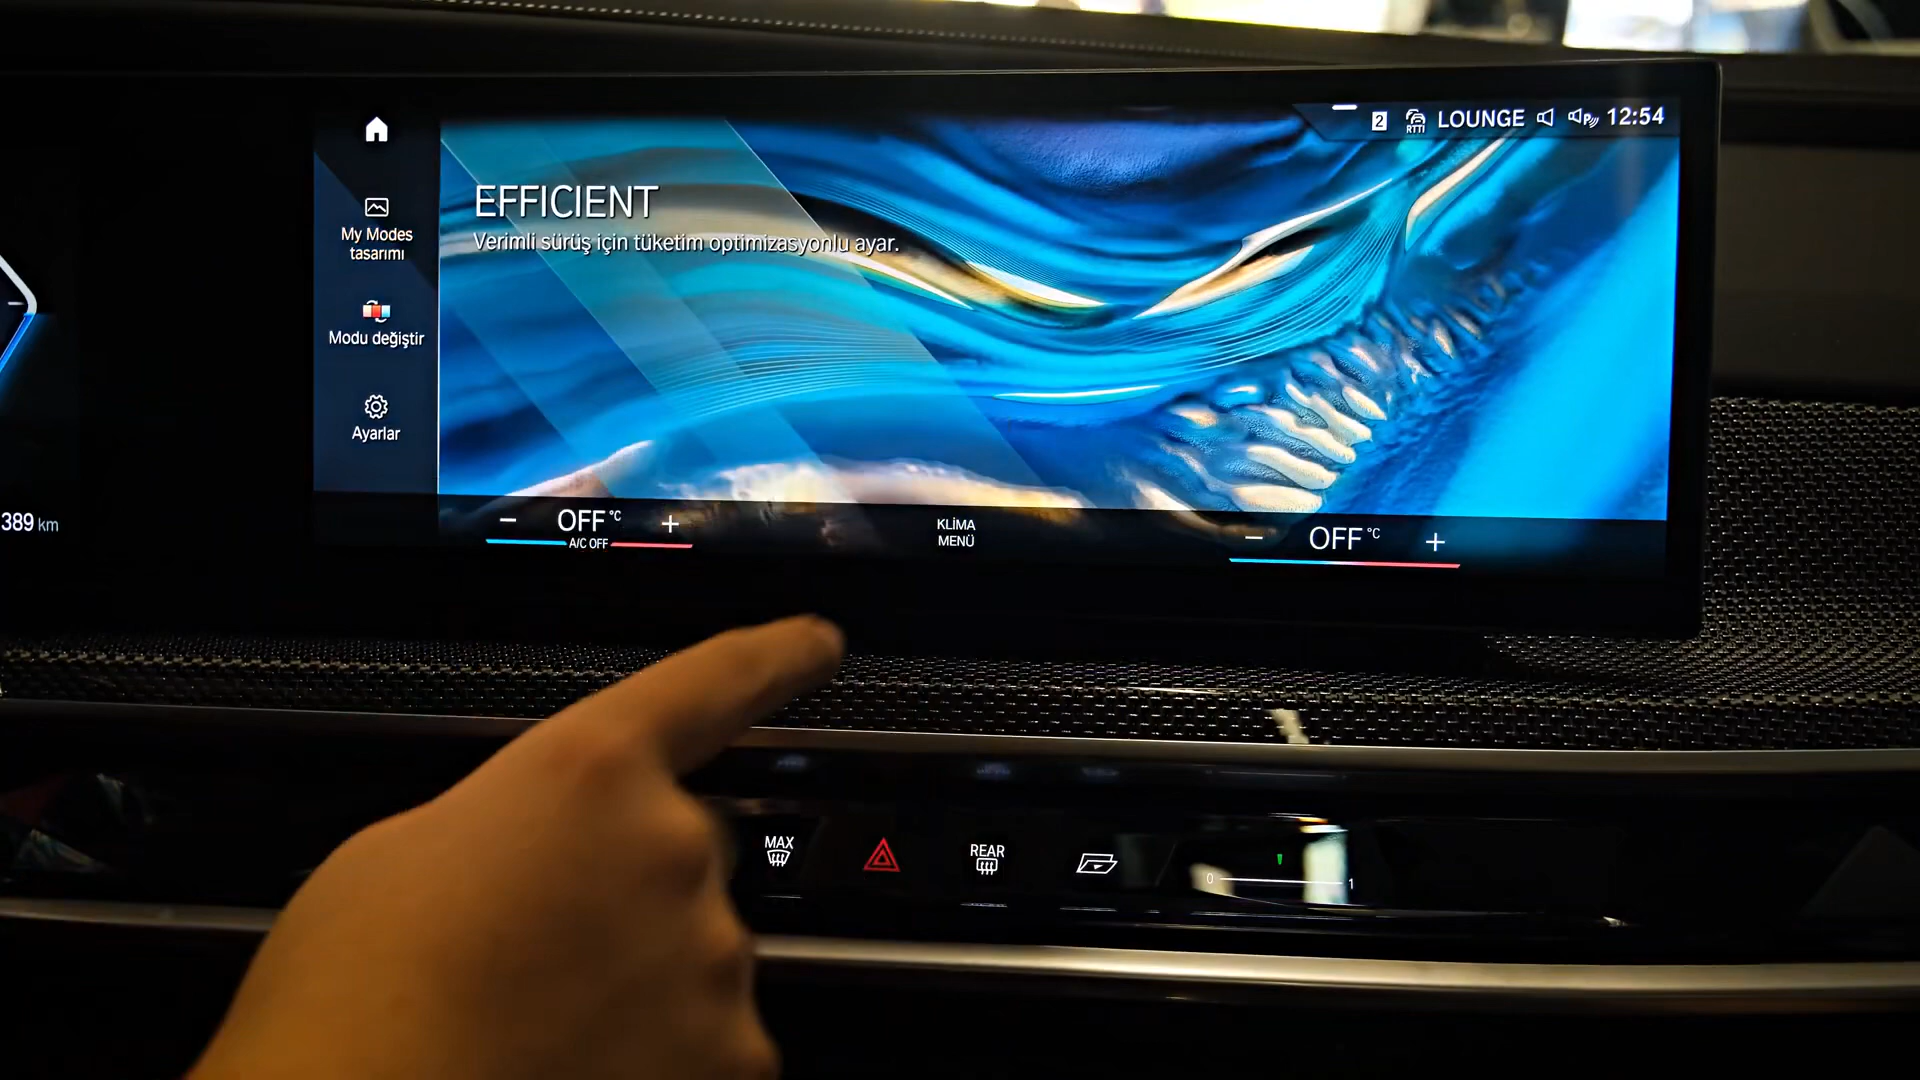 2 RTTI LOUNGE P 12:54
EFFICIENT
Verimli sürüş için tüketim optimizasyonlu ayar.
My Modes
tasarımı
Modu değiştir
Ayarlar
389 km
− OFF °C +
A/C OFF
KLİMA
MENÜ
− OFF °C +
MAX
REAR
0 1